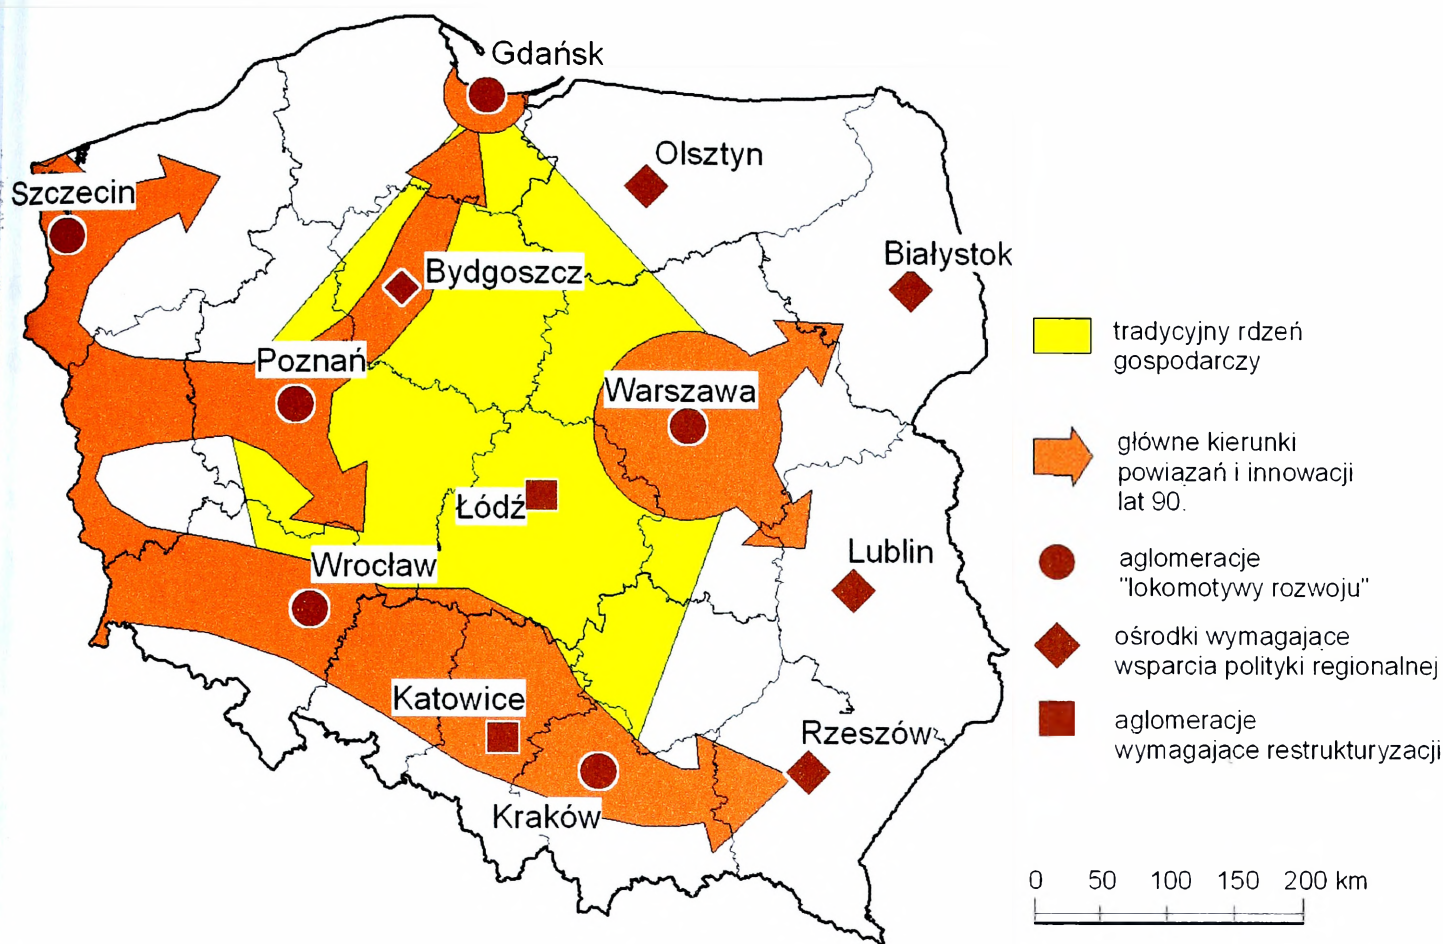 Gdańsk
Olsztyn
Szczecin
Białystok
Bydgoszcz
Poznań
Warszawa
Łódź
Wrocław
Lublin
Katowice
Rzeszów
Kraków
tradycyjny rdzeń
gospodarczy
główne kierunki
powiązań i innowacji
lat 90.
aglomeracje
"lokomotywy rozwoju"
ośrodki wymagające
wsparcia polityki regionalnej
aglomeracje
wymagające restrukturyzacji
0 50 100 150 200 km